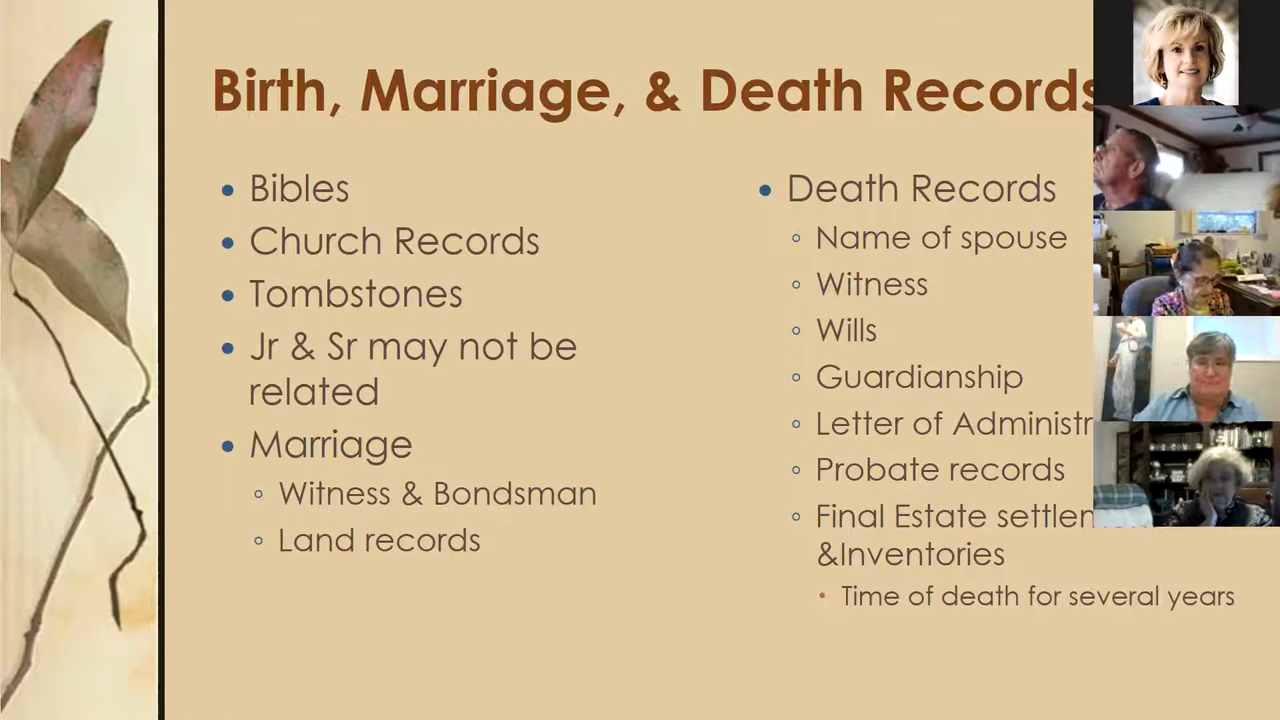 Birth, Marriage, & Death Records
Bibles
Church Records
Tombstones
Jr & Sr may not be
related
Marriage
Witness & Bondsman
Land records
Death Records
Name of spouse
Witness
Wills
Guardianship
Letter of
Probate records
Final Estate
&Inventories
Time of death for several years